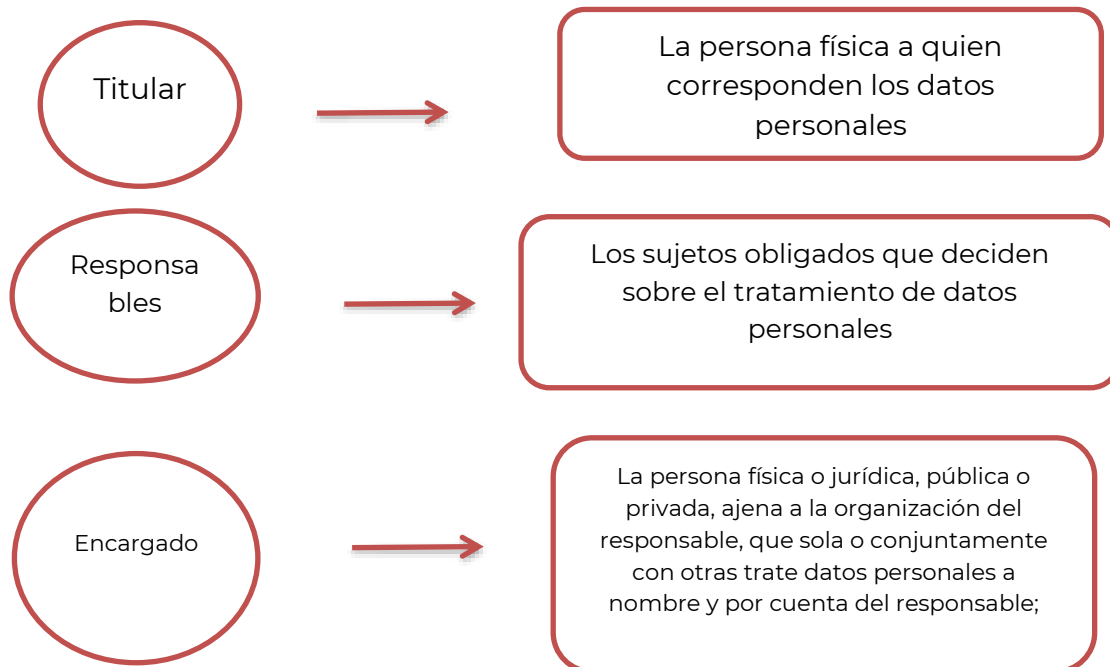 Titular
La persona física a quien
corresponden los datos
personales
Responsa
bles
Los sujetos obligados que deciden
sobre el tratamiento de datos
personales
Encargado
La persona física o jurídica, pública o
privada, ajena a la organización del
responsable, que sola o conjuntamente
con otras trate datos personales a
nombre y por cuenta del responsable;